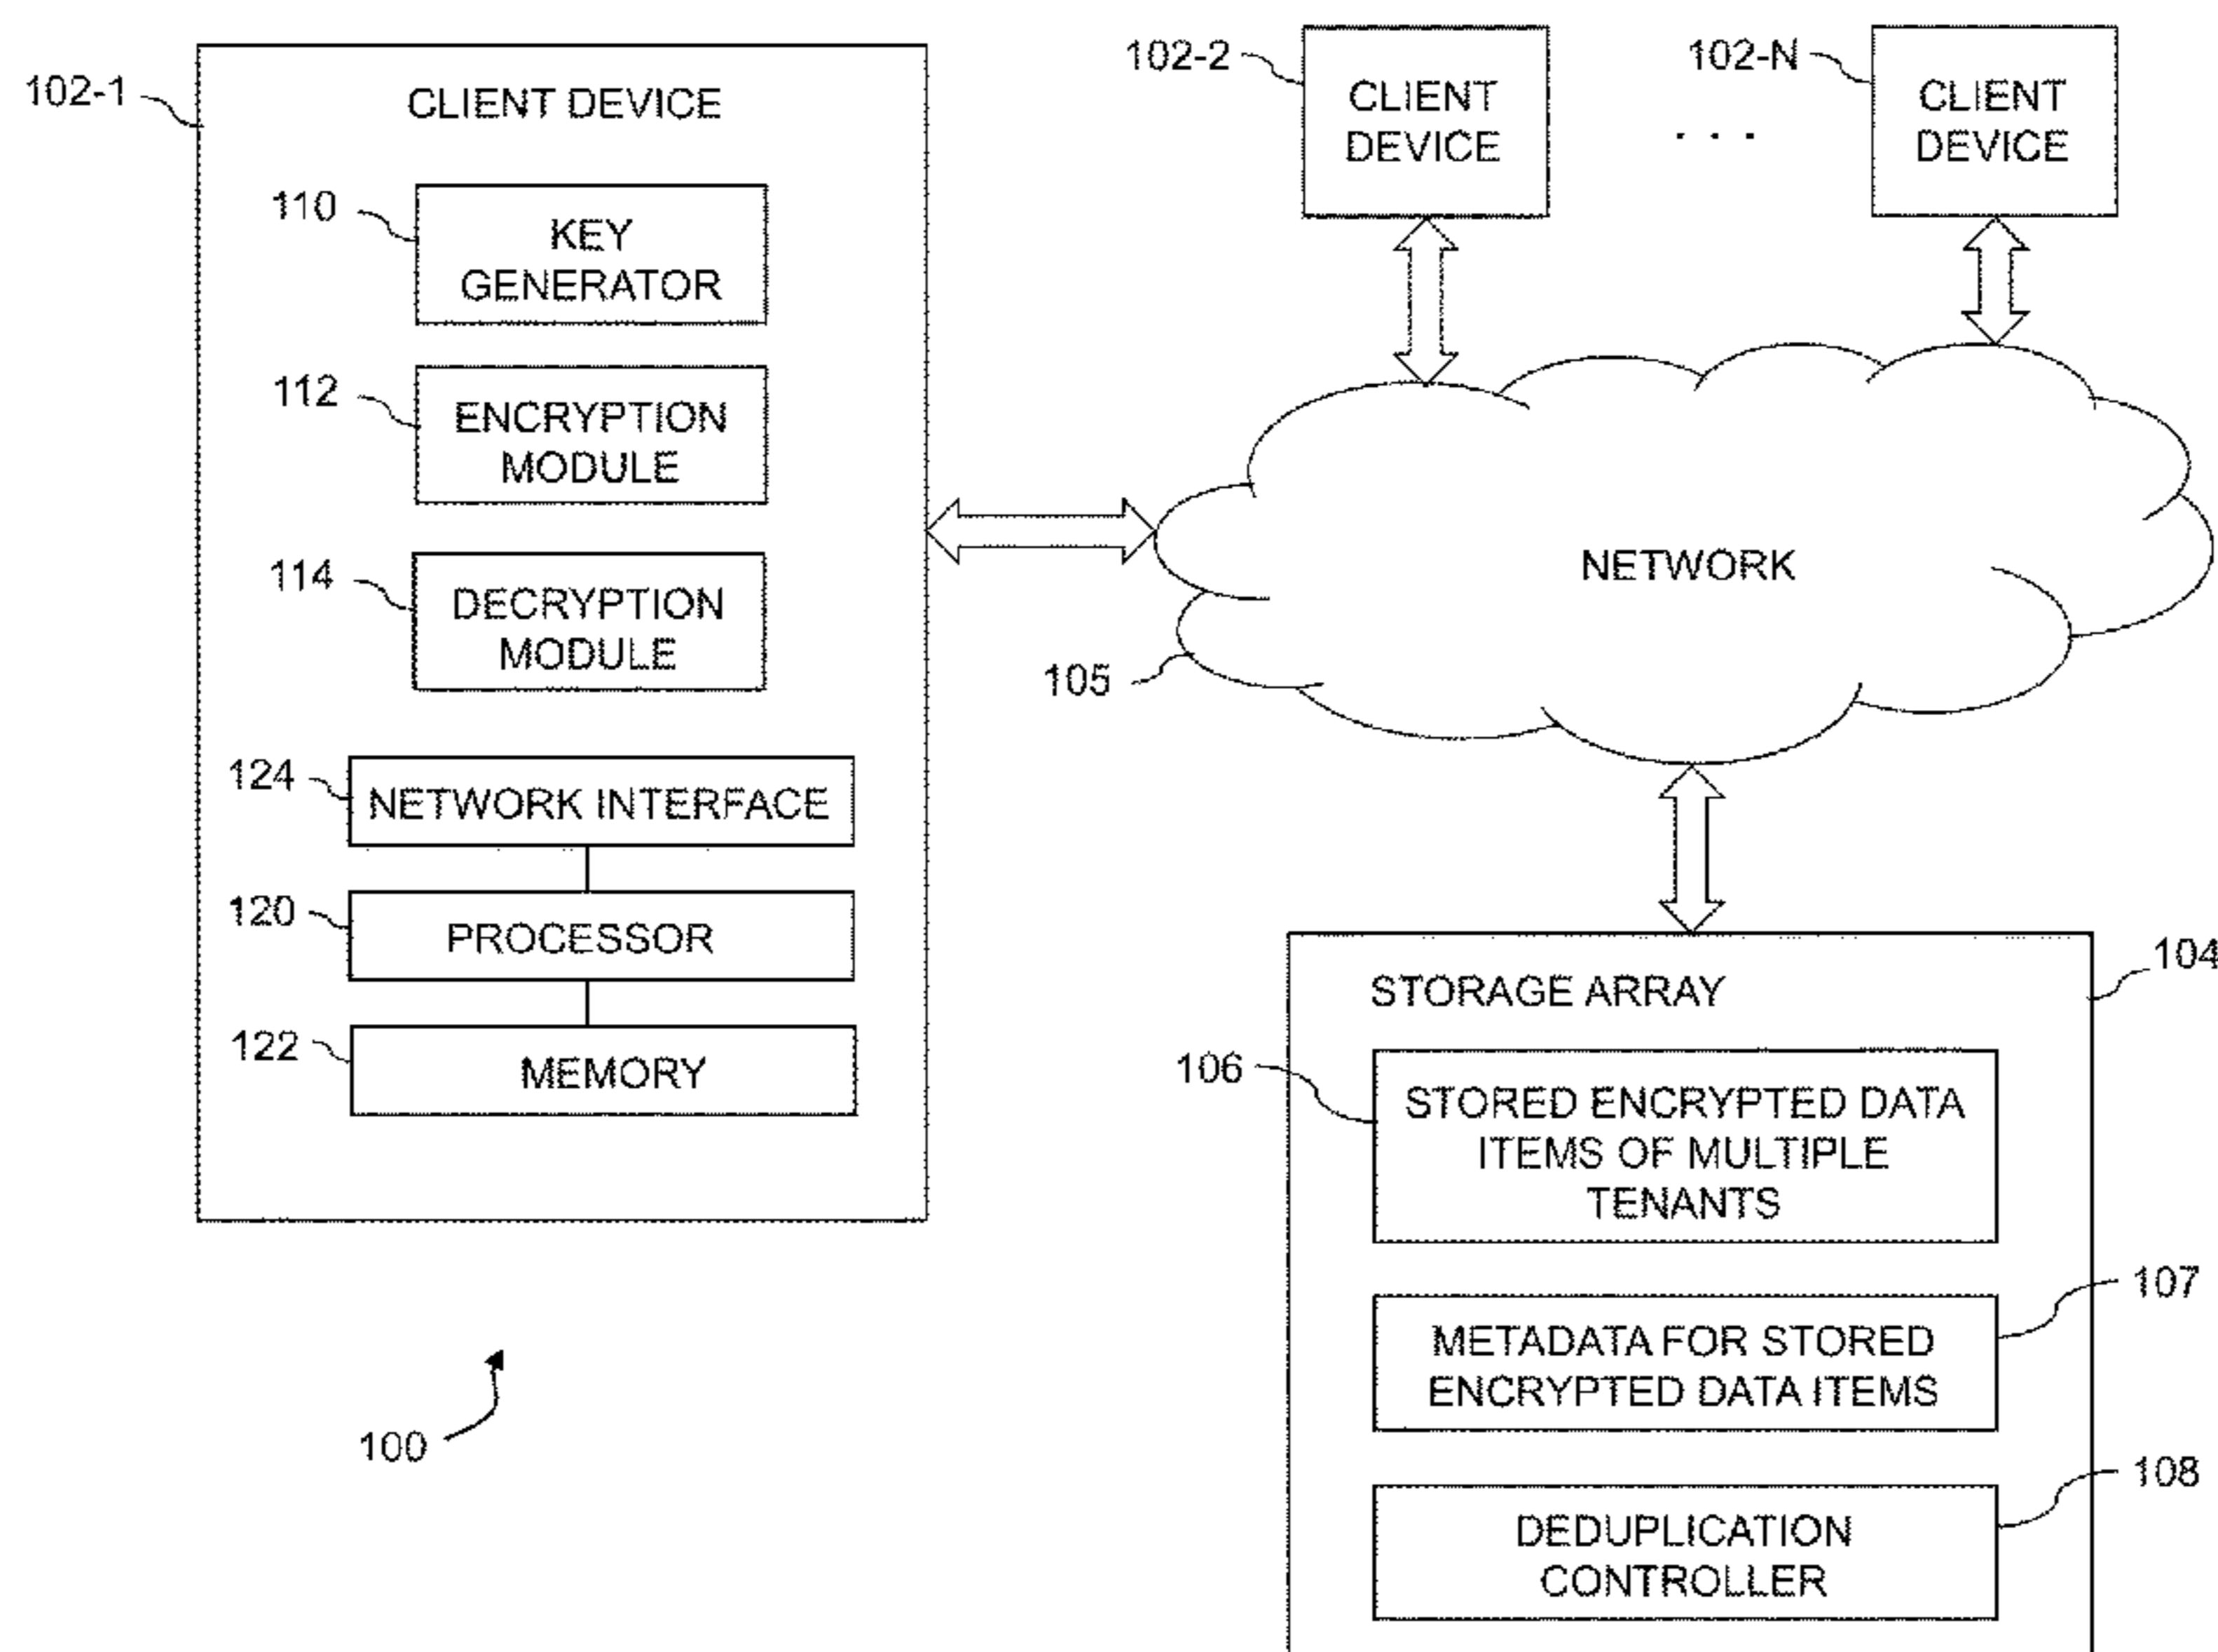 102-1
CLIENT DEVICE
110
KEY
GENERATOR
112
ENCRYPTION
MODULE
114
DECRYPTION
MODULE
124
NETWORK INTERFACE
120
PROCESSOR
122
MEMORY
100
102-2
CLIENT
DEVICE
. . .
102-N
CLIENT
DEVICE
NETWORK
105
104
STORAGE ARRAY
106
STORED ENCRYPTED DATA
ITEMS OF MULTIPLE
TENANTS
107
METADATA FOR STORED
ENCRYPTED DATA ITEMS
108
DEDUPLICATION
CONTROLLER